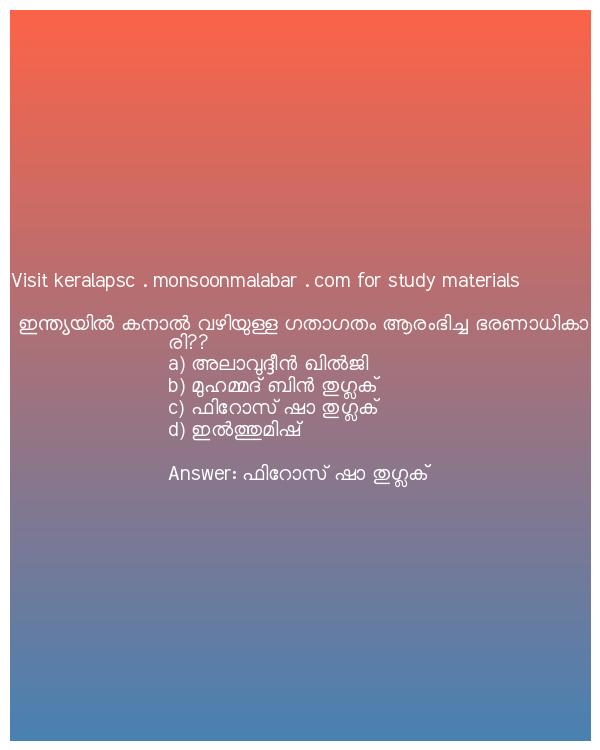 Visit keralapsc . monsoonmalabar . com for study materials
ഇന്ത്യയിൽ കനാൽ വഴിയുള്ള ഗതാഗതം ആരംഭിച്ച ഭരണാധികാ
രി??
a) അലാവുദ്ദീൻ ഖിൽജി
b) മുഹമ്മദ് ബിൻ തുഗ്ലക്
c) ഫിറോസ് ഷാ തുഗ്ലക്
d) ഇൽത്തുമിഷ്
Answer: ഫിറോസ് ഷാ തുഗ്ലക്